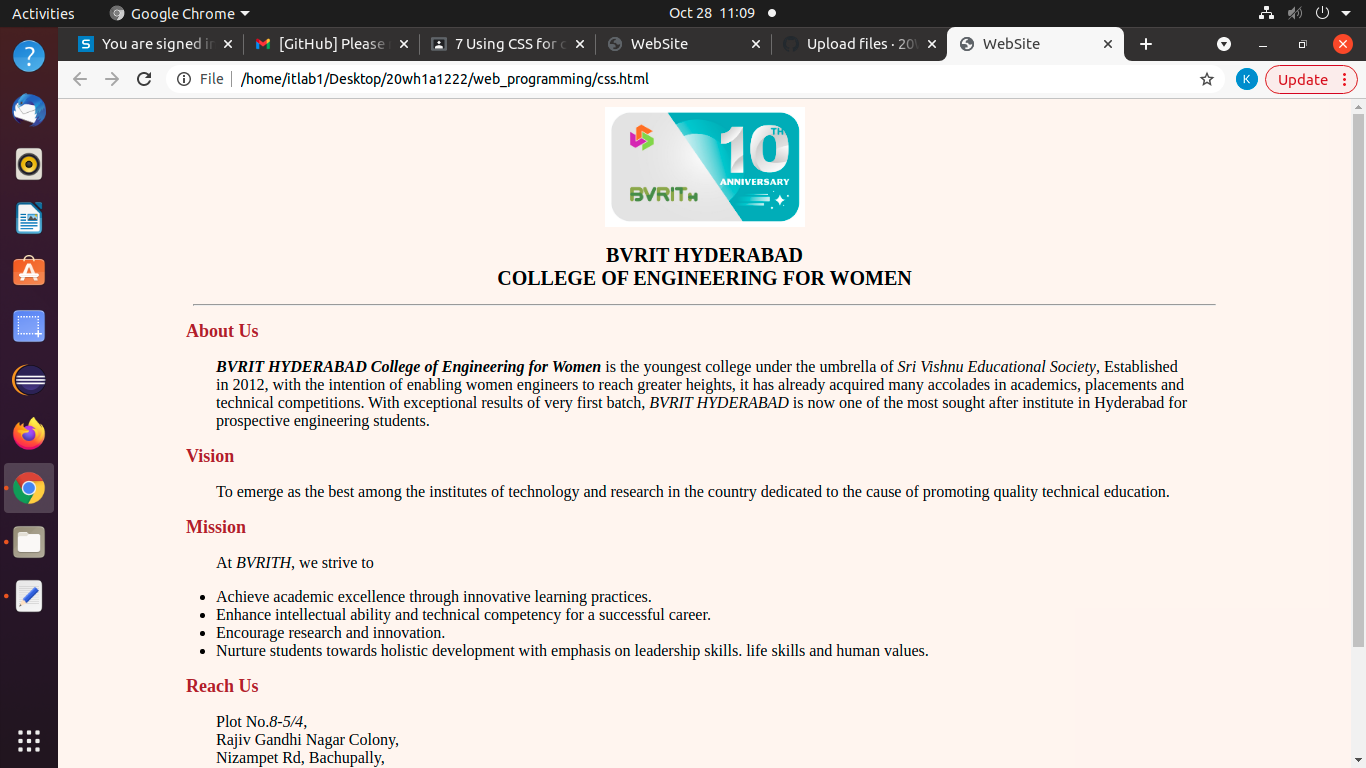 Activities Google Chrome Oct 28 11:09
You are signed in [GitHub] Please 7 Using CSS for WebSite Upload files · 20W WebSite
File /home/itlab1/Desktop/20wh1a1222/web_programming/css.html K Update
10TH
ANNIVERSARY
BVRITH
BVRIT HYDERABAD
COLLEGE OF ENGINEERING FOR WOMEN
About Us
BVRIT HYDERABAD College of Engineering for Women is the youngest college under the umbrella of Sri Vishnu Educational Society, Established
in 2012, with the intention of enabling women engineers to reach greater heights, it has already acquired many accolades in academics, placements and
technical competitions. With exceptional results of very first batch, BVRIT HYDERABAD is now one of the most sought after institute in Hyderabad for
prospective engineering students.
Vision
To emerge as the best among the institutes of technology and research in the country dedicated to the cause of promoting quality technical education.
Mission
At BVRITH, we strive to
• Achieve academic excellence through innovative learning practices.
• Enhance intellectual ability and technical competency for a successful career.
• Encourage research and innovation.
• Nurture students towards holistic development with emphasis on leadership skills. life skills and human values.
Reach Us
Plot No.8-5/4,
Rajiv Gandhi Nagar Colony,
Nizampet Rd, Bachupally,